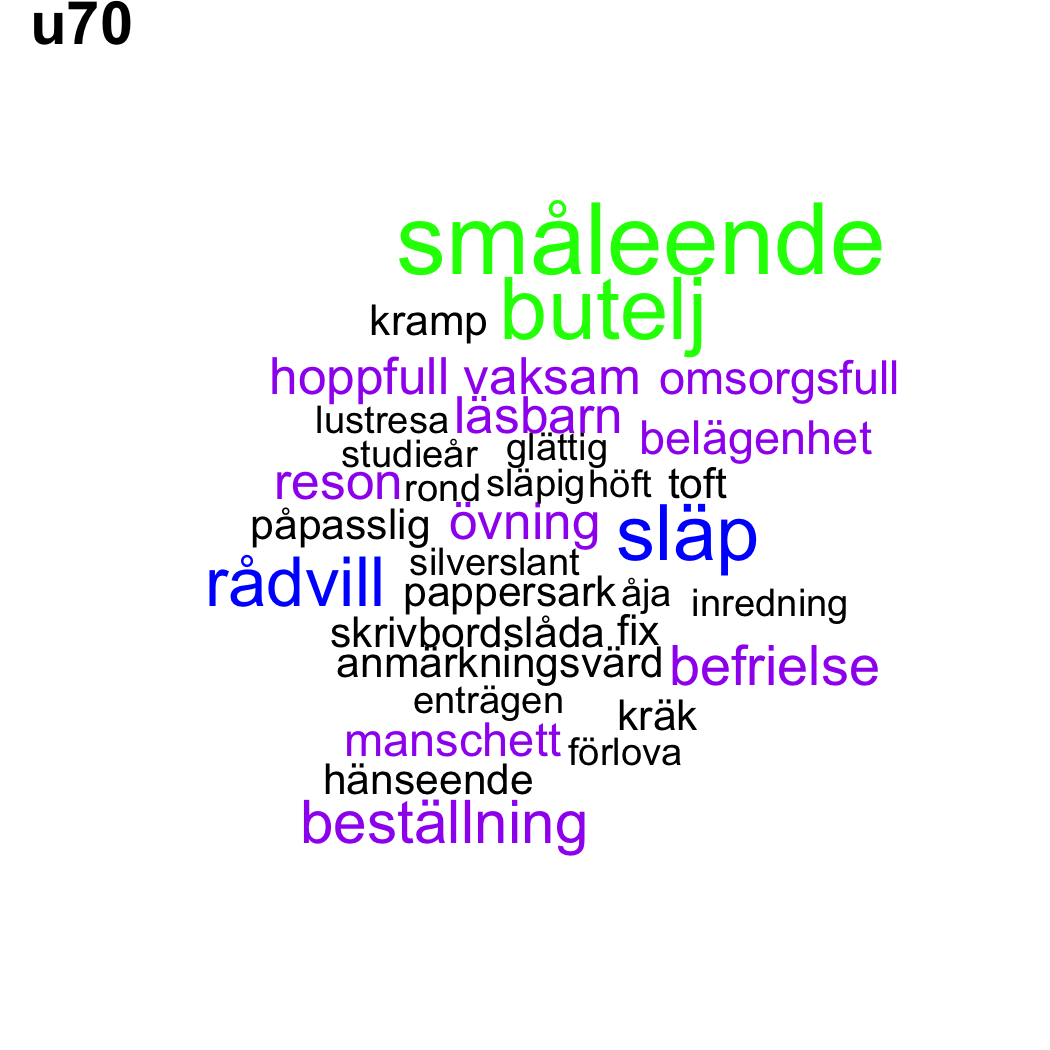 u70
småleende
kramp butelj
hoppfull vaksam omsorgsfull
lustresa läsbarn
studieår glättig belägenhet
reson rond släpig höft toft
påpasslig övning släp
silverslant
rådvill pappersark åja inredning
skrivbordslåda fix
anmärkningsvärd befrielse
enträgen kräk
manschett förlova
hänseende
beställning